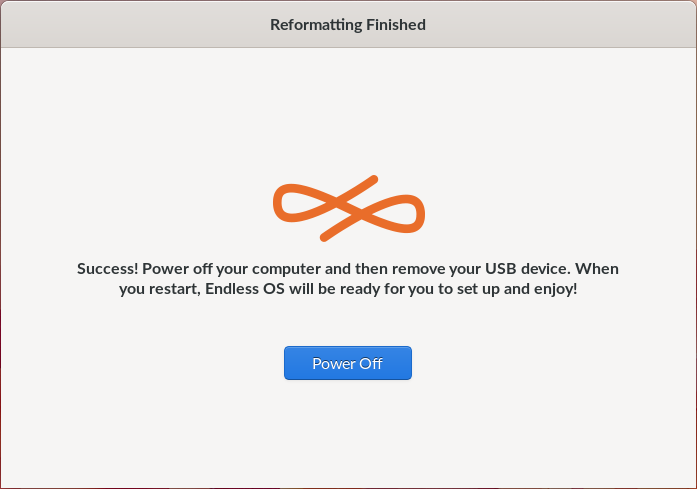 Reformatting Finished
Success! Power off your computer and then remove your USB device. When
you restart, Endless OS will be ready for you to set up and enjoy!
Power Off